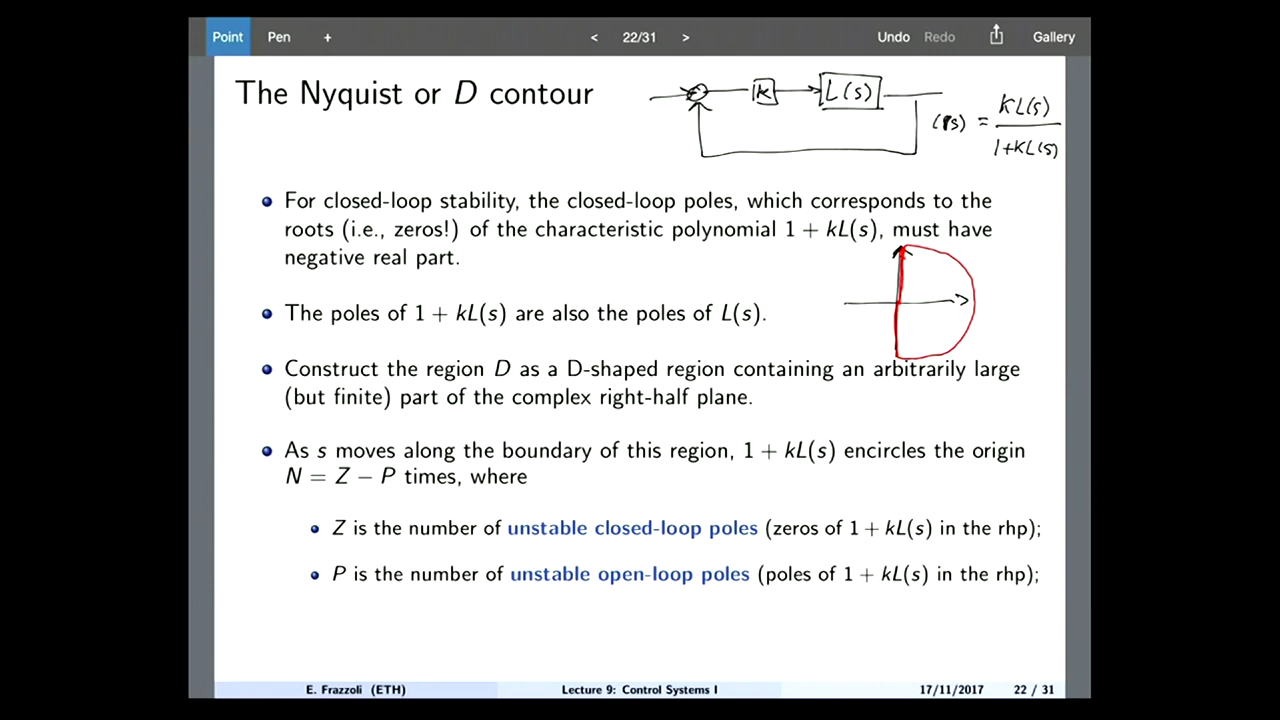 Point Pen + < 22/31 > Undo Redo Gallery
The Nyquist or D contour
k L(s)
kL(s)
=
1+kL(s)
For closed-loop stability, the closed-loop poles, which corresponds to the
roots (i.e., zeros!) of the characteristic polynomial 1 + kL(s), must have
negative real part.
The poles of 1 + kL(s) are also the poles of L(s).
Construct the region D as a D-shaped region containing an arbitrarily large
(but finite) part of the complex right-half plane.
As s moves along the boundary of this region, 1 + kL(s) encircles the origin
N = Z − P times, where
Z is the number of unstable closed-loop poles (zeros of 1 + kL(s) in the rhp);
P is the number of unstable open-loop poles (poles of 1 + kL(s) in the rhp);
E. Frazzoli (ETH) Lecture 9: Control Systems I 17/11/2017 22 / 31